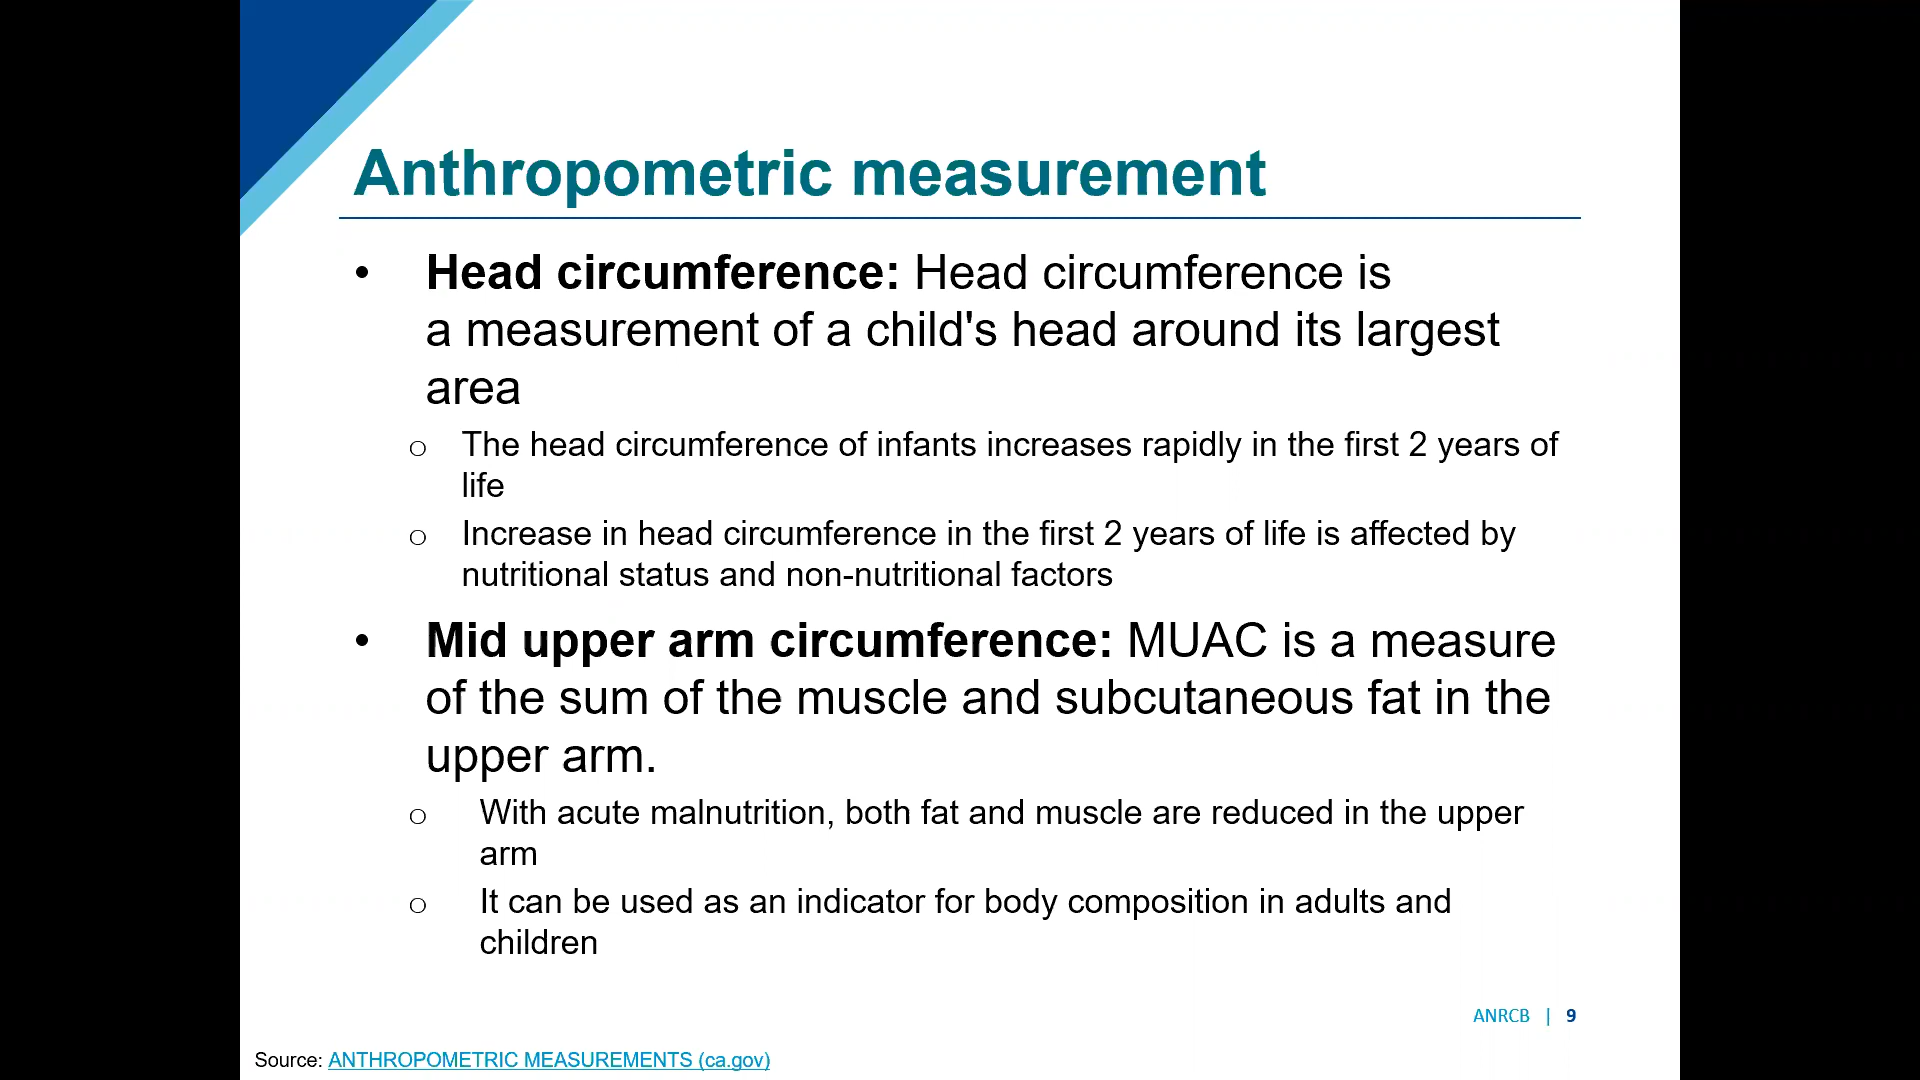 Anthropometric measurement
• Head circumference: Head circumference is
a measurement of a child's head around its largest
area
o The head circumference of infants increases rapidly in the first 2 years of
life
o Increase in head circumference in the first 2 years of life is affected by
nutritional status and non-nutritional factors
• Mid upper arm circumference: MUAC is a measure
of the sum of the muscle and subcutaneous fat in the
upper arm.
o With acute malnutrition, both fat and muscle are reduced in the upper
arm
o It can be used as an indicator for body composition in adults and
children
ANRCB | 9
Source: ANTHROPOMETRIC MEASUREMENTS (ca.gov)